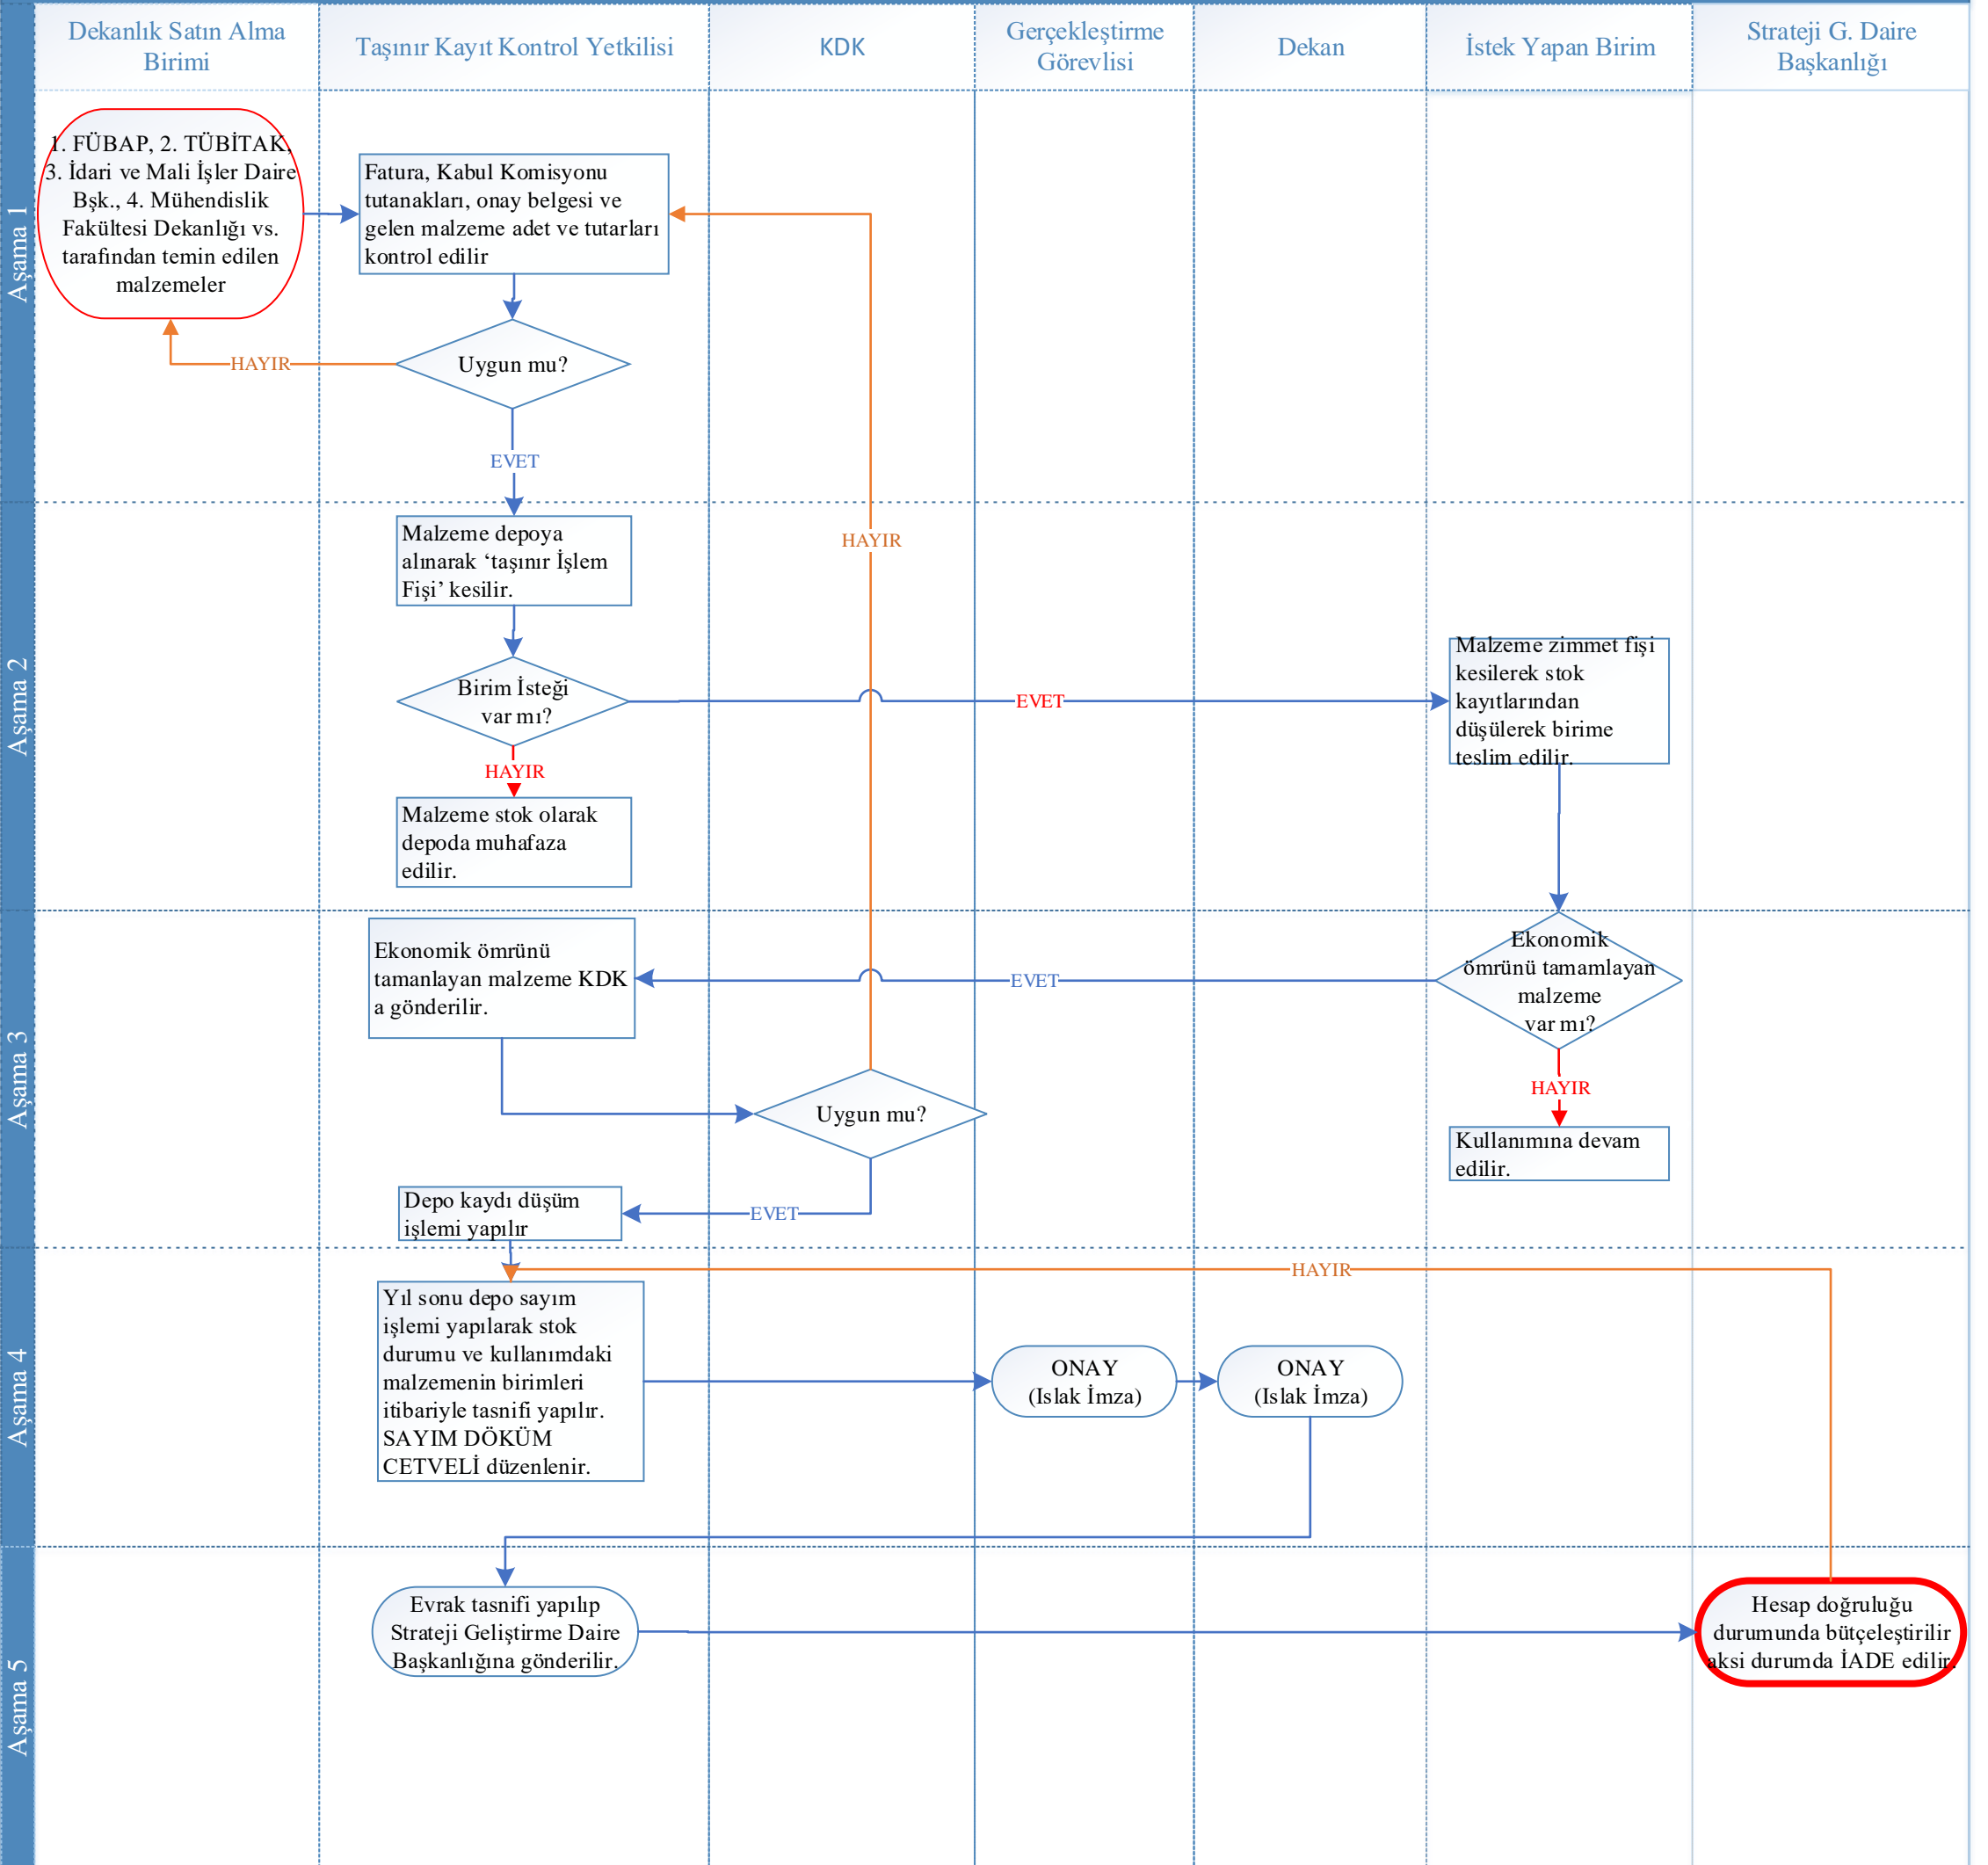 Dekanlık Satın Alma
Birimi
Taşınır Kayıt Kontrol Yetkilisi
KDK
Gerçekleştirme
Görevlisi
Dekan
İstek Yapan Birim
Strateji G. Daire
Başkanlığı
Aşama 1
1. FÜBAP, 2. TÜBİTAK,
3. İdari ve Mali İşler Daire
Bşk., 4. Mühendislik
Fakültesi Dekanlığı vs.
tarafından temin edilen
malzemeler
Fatura, Kabul Komisyonu
tutanakları, onay belgesi ve
gelen malzeme adet ve tutarları
kontrol edilir
Uygun mu?
HAYIR
EVET
Aşama 2
Malzeme depoya
alınarak ‘taşınır İşlem
Fişi’ kesilir.
HAYIR
Birim İsteği
var mı?
EVET
Malzeme zimmet fişi
kesilerek stok
kayıtlarından
düşülerek birime
teslim edilir.
HAYIR
Malzeme stok olarak
depoda muhafaza
edilir.
Aşama 3
Ekonomik ömrünü
tamanlayan malzeme KDK
a gönderilir.
EVET
Ekonomik
ömrünü tamamlayan
malzeme
var mı?
HAYIR
Uygun mu?
Kullanımına devam
edilir.
Depo kaydı düşüm
işlemi yapılır
EVET
Aşama 4
HAYIR
Yıl sonu depo sayım
işlemi yapılarak stok
durumu ve kullanımdaki
malzemenin birimleri
itibariyle tasnifi yapılır.
SAYIM DÖKÜM
CETVELİ düzenlenir.
ONAY
(Islak İmza)
ONAY
(Islak İmza)
Aşama 5
Evrak tasnifi yapılıp
Strateji Geliştirme Daire
Başkanlığına gönderilir.
Hesap doğruluğu
durumunda bütçeleştirilir
aksi durumda İADE edilir.